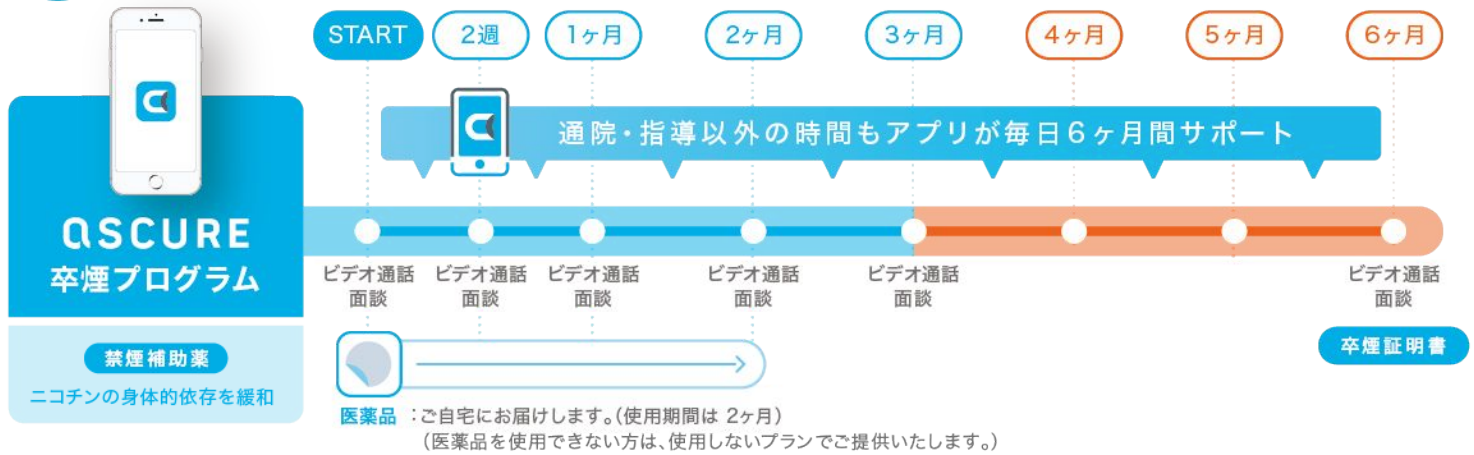 START
2週
1ヶ月
2ヶ月
3ヶ月
4ヶ月
5ヶ月
6ヶ月
通院・指導以外の時間もアプリが毎日6ヶ月間サポート
ascure
卒煙プログラム
ビデオ通話
面談
ビデオ通話
面談
ビデオ通話
面談
ビデオ通話
面談
ビデオ通話
面談
ビデオ通話
面談
禁煙補助薬
ニコチンの身体的依存を緩和
卒煙証明書
医薬品 :ご自宅にお届けします。(使用期間は 2ヶ月)
(医薬品を使用できない方は、使用しないプランでご提供いたします。)